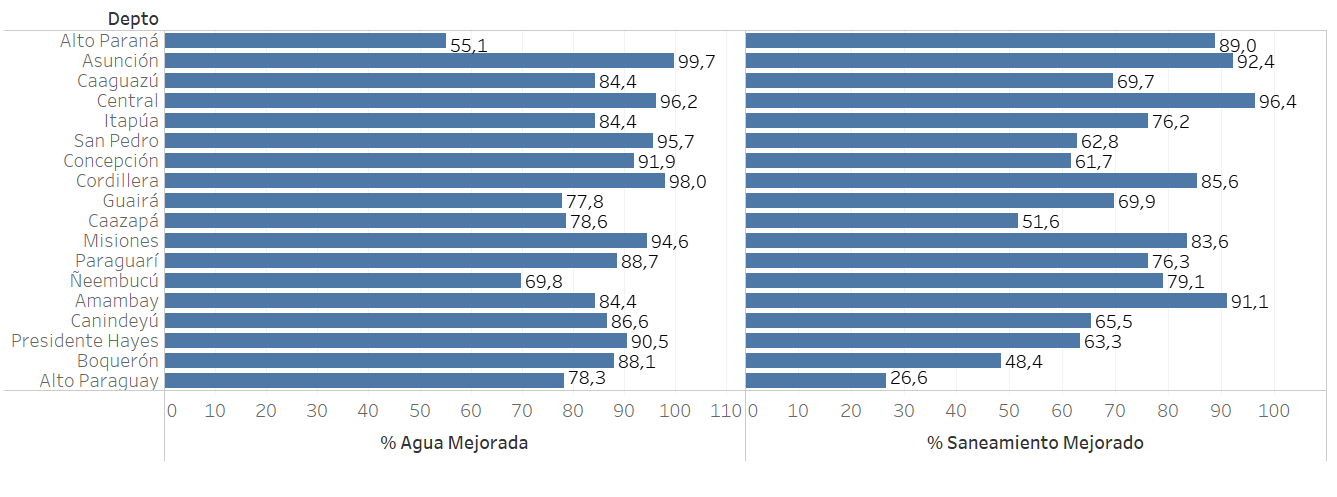 Depto
Alto Paraná 55,1 89,0
Asunción 99,7 92,4
Caaguazú 84,4 69,7
Central 96,2 96,4
Itapúa 84,4 76,2
San Pedro 95,7 62,8
Concepción 91,9 61,7
Cordillera 98,0 85,6
Guairá 77,8 69,9
Caazapá 78,6 51,6
Misiones 94,6 83,6
Paraguarí 88,7 76,3
Ñeembucú 69,8 79,1
Amambay 84,4 91,1
Canindeyú 86,6 65,5
Presidente Hayes 90,5 63,3
Boquerón 88,1 48,4
Alto Paraguay 78,3 26,6
0 10 20 30 40 50 60 70 80 90 100 110 0 10 20 30 40 50 60 70 80 90 100
% Agua Mejorada % Saneamiento Mejorado